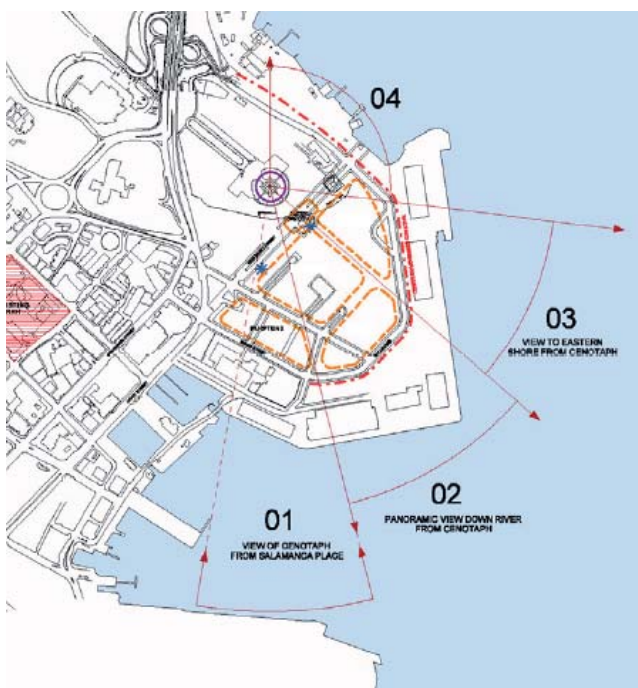 04
03
VIEW TO EASTERN
SHORE FROM CENOTAPH
02
PANORAMIC VIEW DOWN RIVER
FROM CENOTAPH
01
VIEW OF CENOTAPH
FROM SALAMANCA PLACE